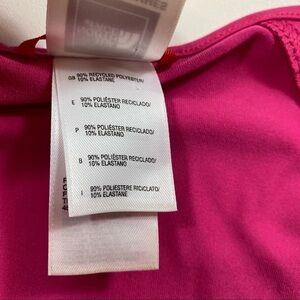 GB 90% RECYCLED POLYESTER/
10% ELASTANE
E 90% POLIÉSTER RECICLADO/
10% ELASTANO
P 90% POLIÉSTER RECICLADO/
10% ELASTANO
B 90% POLIÉSTER RECICLADO/
10% ELASTANO
I 90% POLIESTERE RICICLATO/
10% ELASTANE